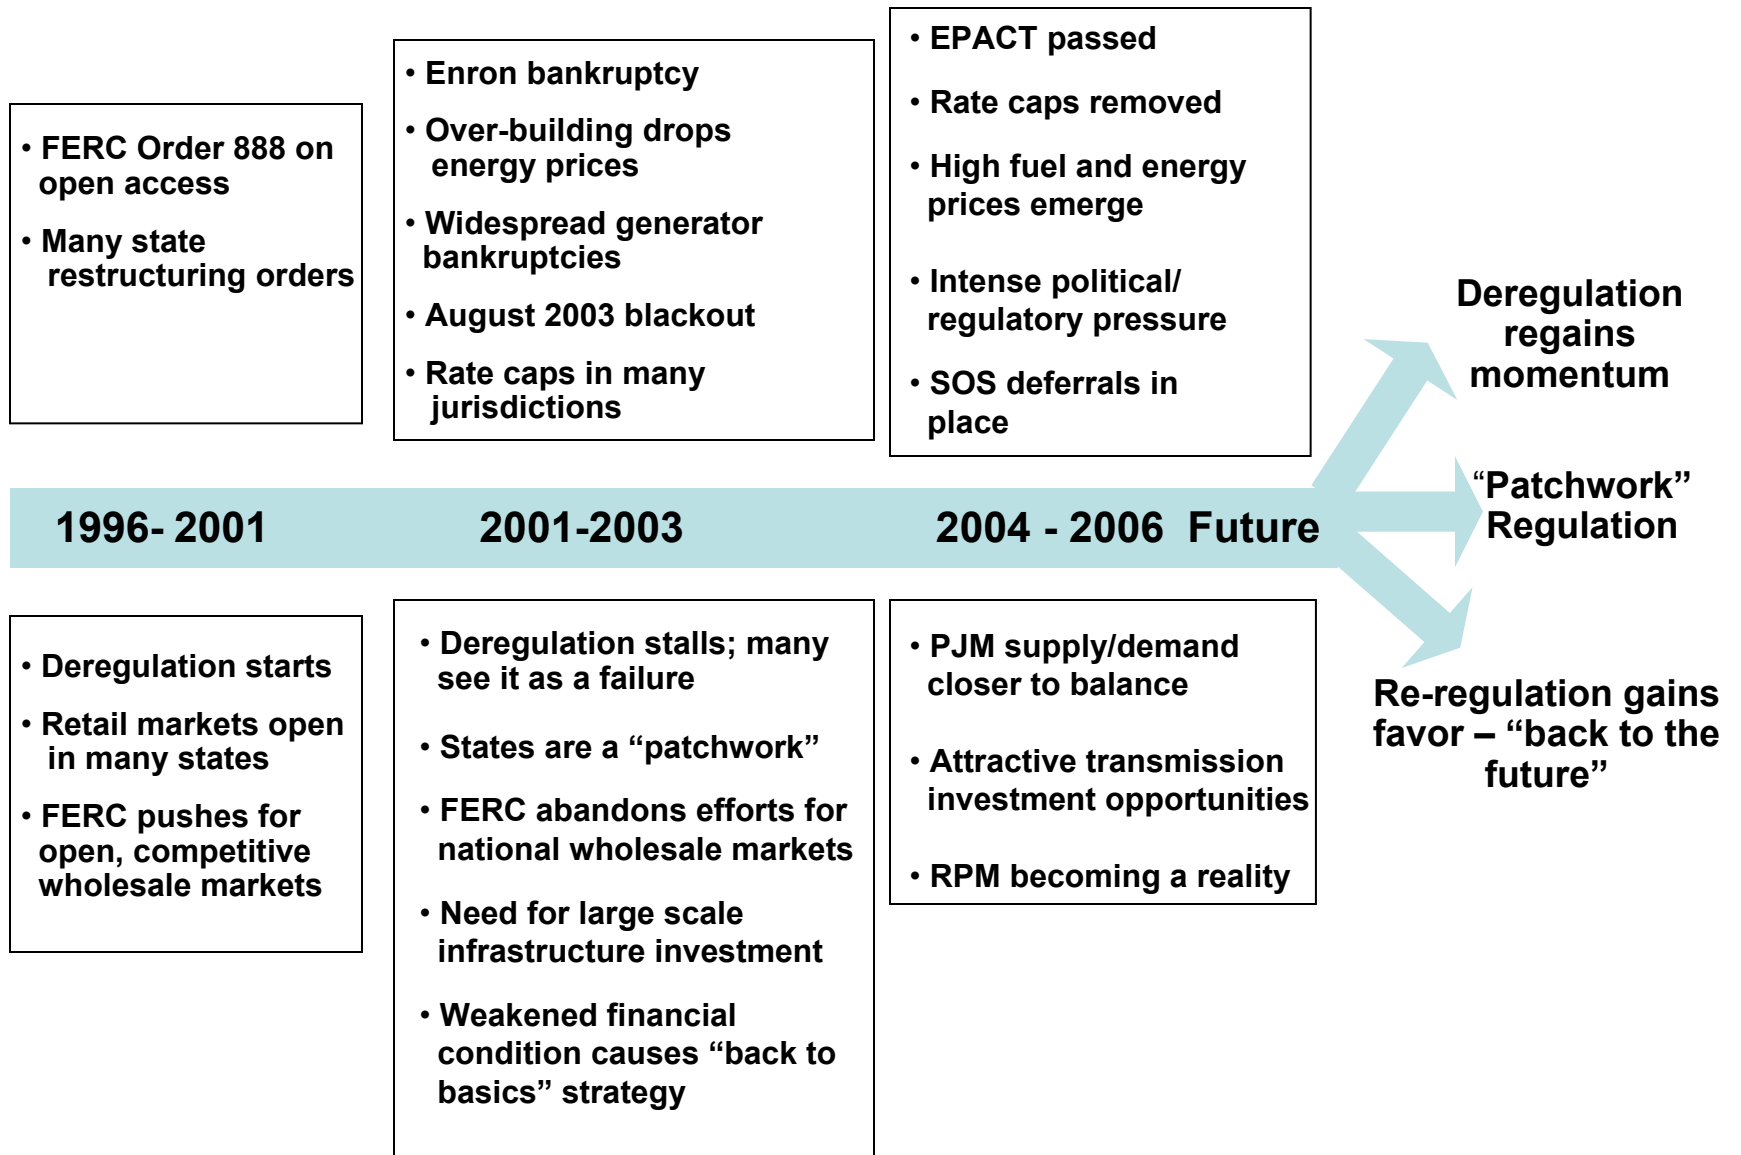 • FERC Order 888 on
open access
• Many state
restructuring orders
• Enron bankruptcy
• Over-building drops
energy prices
• Widespread generator
bankruptcies
• August 2003 blackout
• Rate caps in many
jurisdictions
• EPACT passed
• Rate caps removed
• High fuel and energy
prices emerge
• Intense political/
regulatory pressure
• SOS deferrals in
place
1996- 2001
2001-2003
2004 - 2006 Future
Deregulation
regains
momentum
“Patchwork”
Regulation
Re-regulation gains
favor – “back to the
future”
• Deregulation starts
• Retail markets open
in many states
• FERC pushes for
open, competitive
wholesale markets
• Deregulation stalls; many
see it as a failure
• States are a “patchwork”
• FERC abandons efforts for
national wholesale markets
• Need for large scale
infrastructure investment
• Weakened financial
condition causes “back to
basics” strategy
• PJM supply/demand
closer to balance
• Attractive transmission
investment opportunities
• RPM becoming a reality